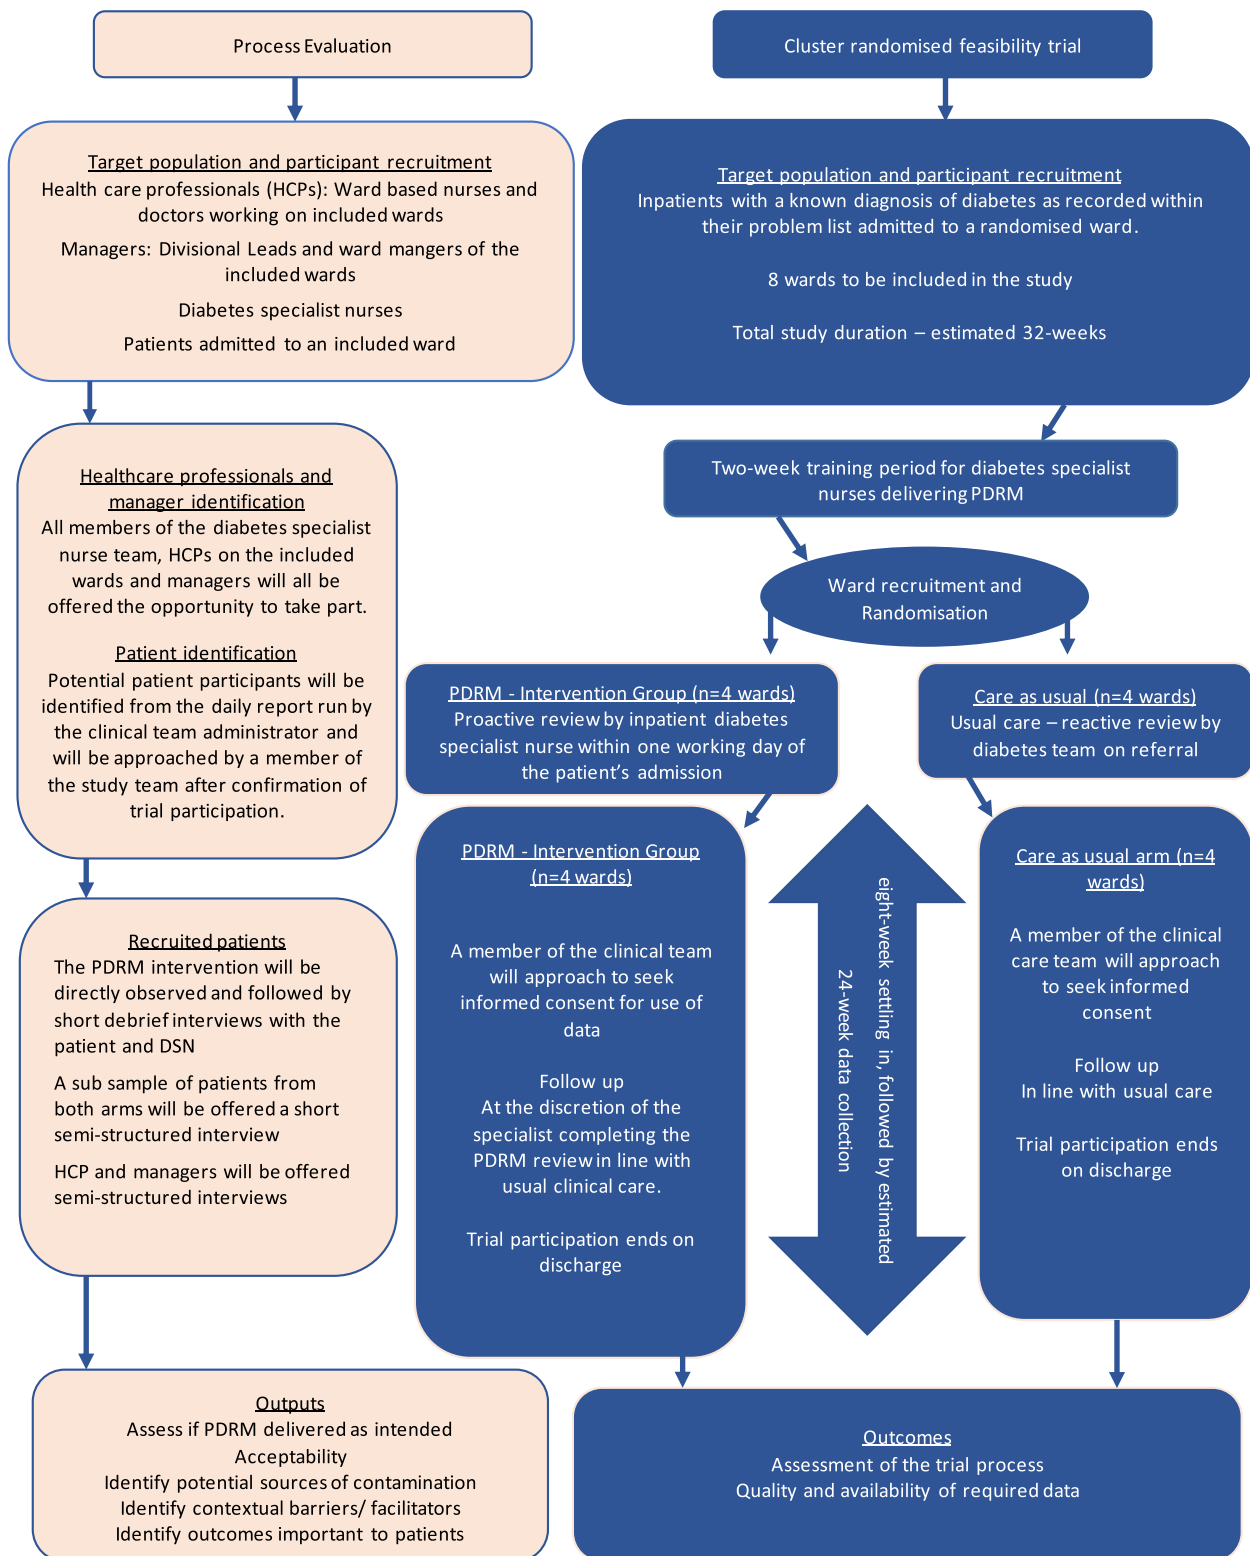 Process Evaluation
Target population and participant recruitment
Health care professionals (HCPs): Ward based nurses and
doctors working on included wards
Managers: Divisional Leads and ward mangers of the
included wards
Diabetes specialist nurses
Patients admitted to an included ward
Healthcare professionals and
manager identification
All members of the diabetes specialist
nurse team, HCPs on the included
wards and managers will all be
offered the opportunity to take part.
Patient identification
Potential patient participants will be
identified from the daily report run by
the clinical team administrator and
will be approached by a member of
the study team after confirmation of
trial participation.
Recruited patients
The PDRM intervention will be
directly observed and followed by
short debrief interviews with the
patient and DSN
A sub sample of patients from
both arms will be offered a short
semi-structured interview
HCP and managers will be offered
semi-structured interviews
Outputs
Assess if PDRM delivered as intended
Acceptability
Identify potential sources of contamination
Identify contextual barriers/ facilitators
Identify outcomes important to patients
Cluster randomised feasibility trial
Target population and participant recruitment
Inpatients with a known diagnosis of diabetes as recorded within
their problem list admitted to a randomised ward.
8 wards to be included in the study
Total study duration – estimated 32-weeks
Two-week training period for diabetes specialist
nurses delivering PDRM
Ward recruitment and
Randomisation
PDRM - Intervention Group (n=4 wards)
Proactive review by inpatient diabetes
specialist nurse within one working day of
the patient's admission
Care as usual (n=4 wards)
Usual care – reactive review by
diabetes team on referral
PDRM - Intervention Group
(n=4 wards)
A member of the clinical team
will approach to seek
informed consent for use of
data
Follow up
At the discretion of the
specialist completing the
PDRM review in line with
usual clinical care.
Trial participation ends on
discharge
eight-week settling in, followed by estimated
24-week data collection
Care as usual arm (n=4
wards)
A member of the clinical
care team will approach
to seek informed
consent
Follow up
In line with usual care
Trial participation ends
on discharge
Outcomes
Assessment of the trial process
Quality and availability of required data